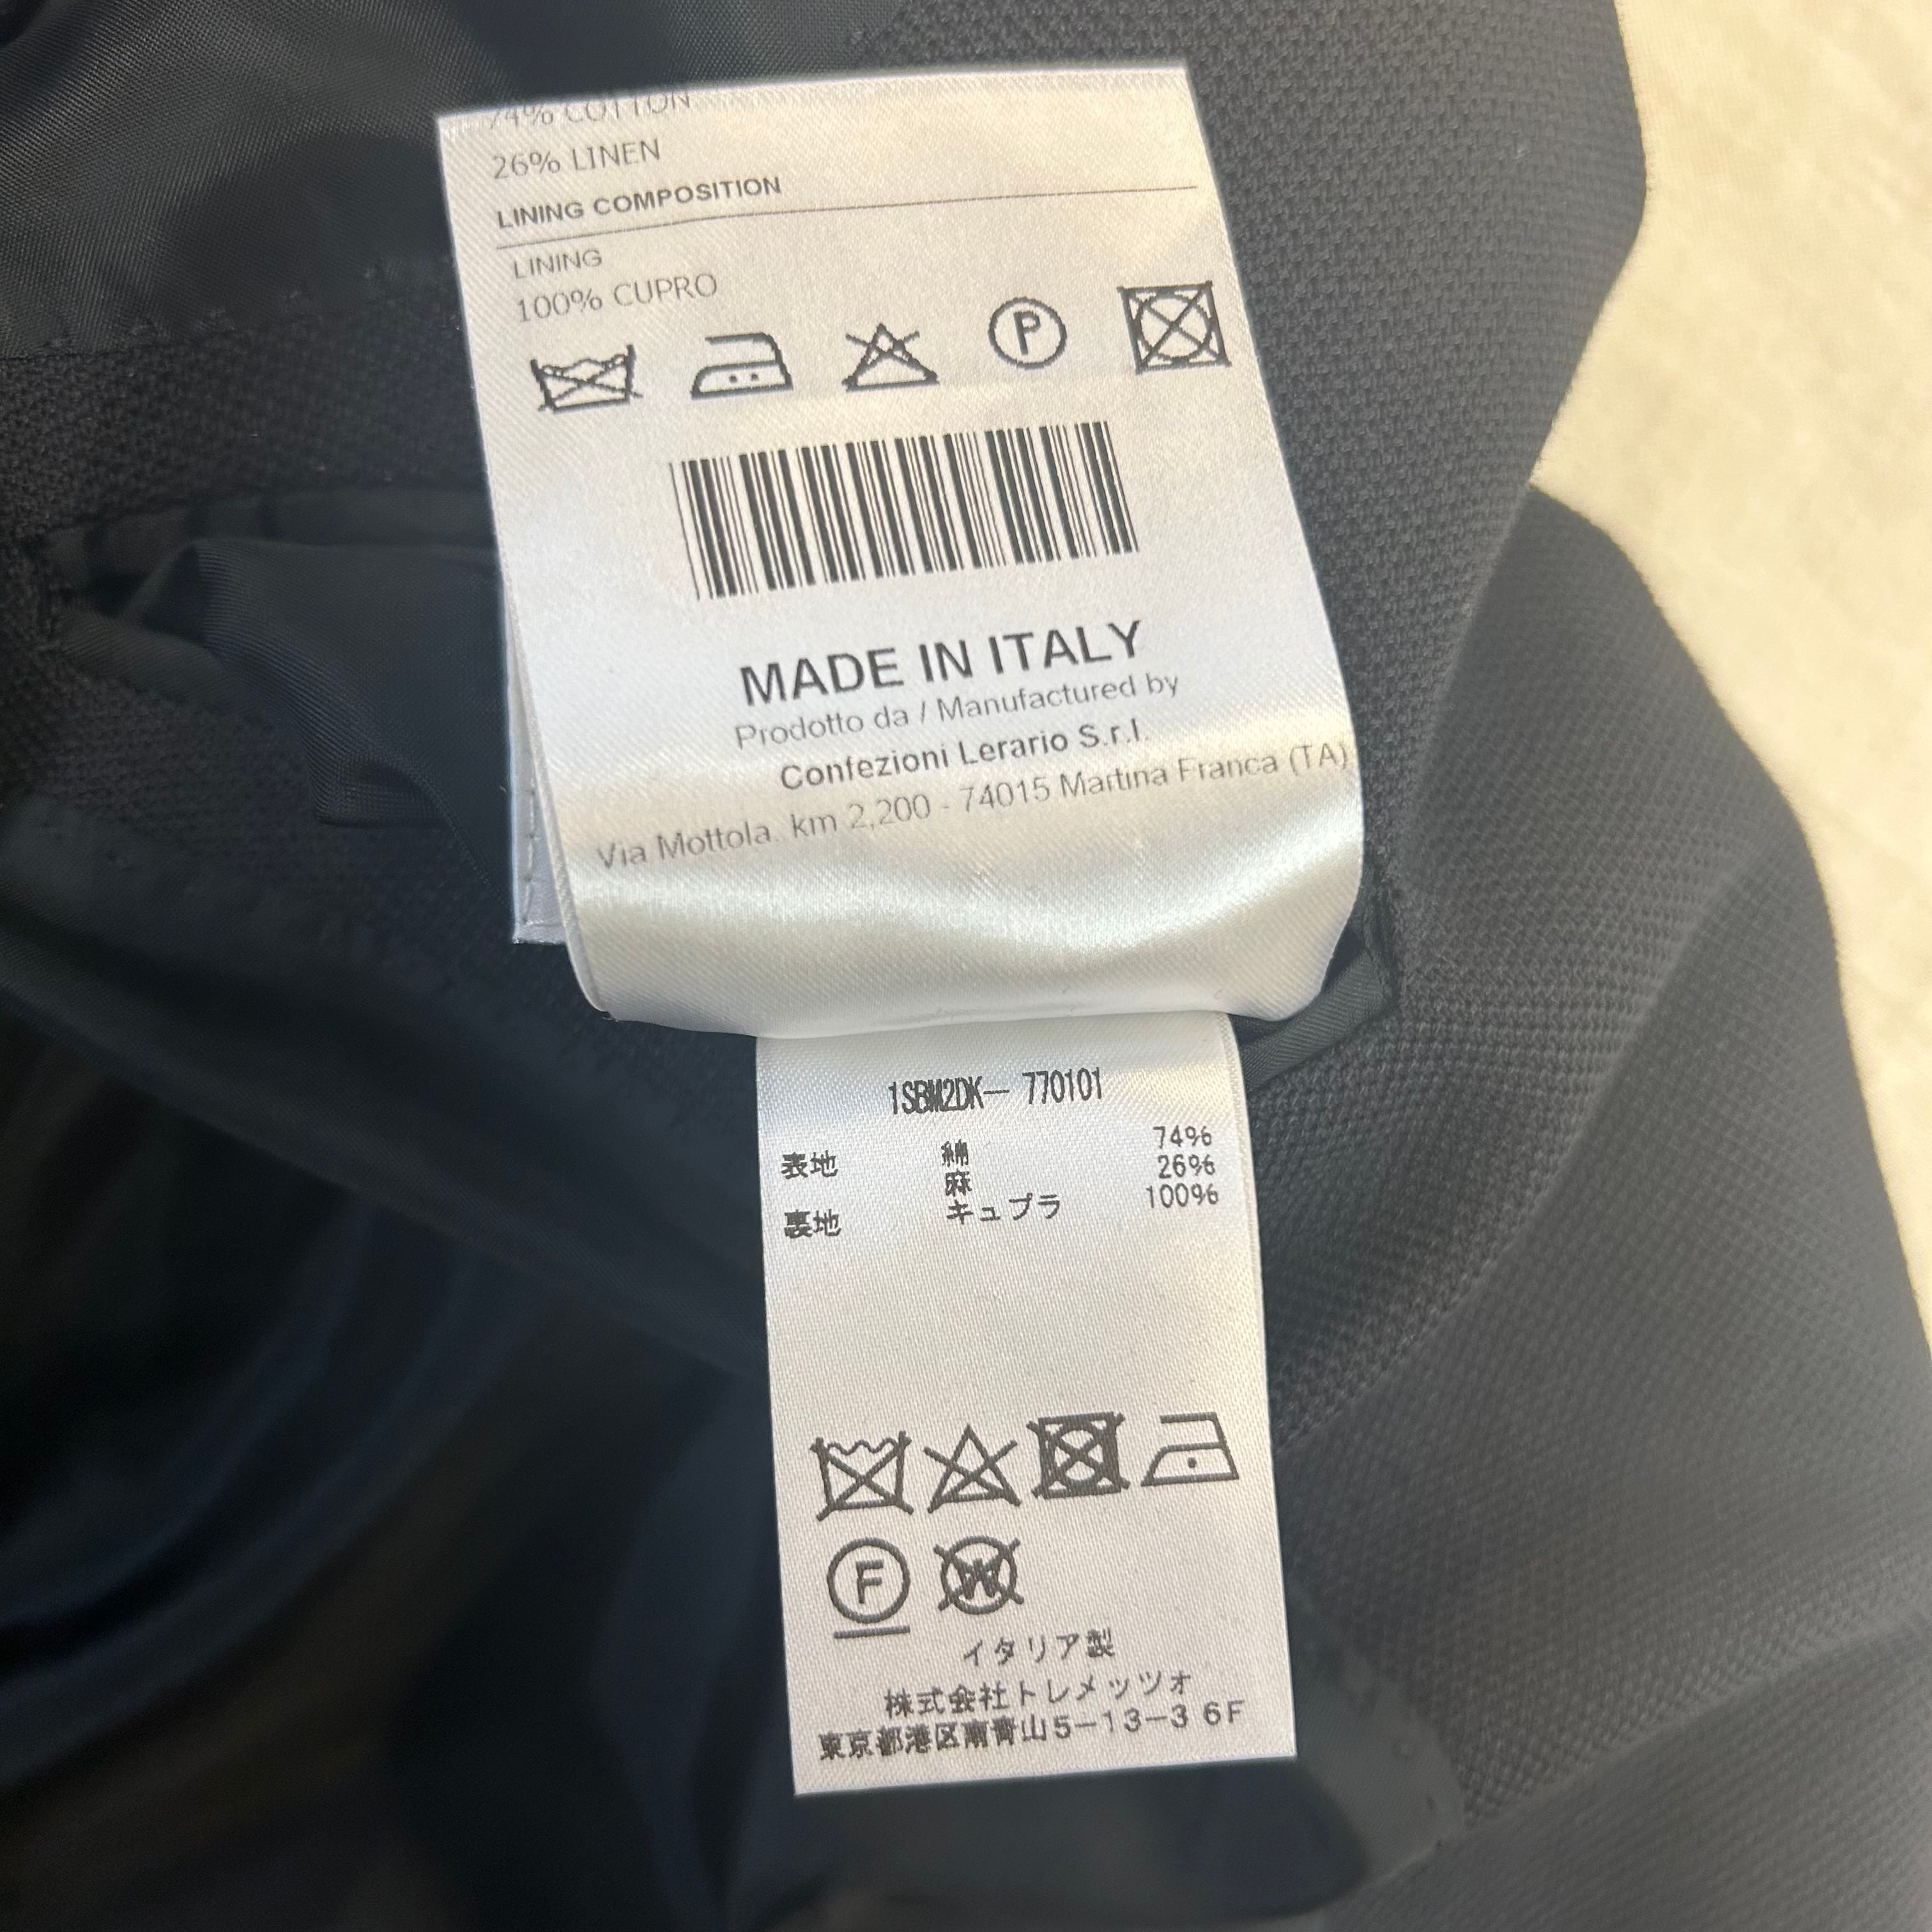 74% COTTON
26% LINEN
LINING COMPOSITION
LINING
100% CUPRO
P
MADE IN ITALY
Prodotto da / Manufactured by
Confezioni Lerario S.r.l.
Via Mottola. km 2,200 - 74015 Martina Franca (TA)
1SBM2DK— 770101
表地 綿 74%
麻 26%
裏地 キュプラ 100%
F W
イタリア製
株式会社トレメッツォ
東京都港区南青山5−13−3 6F